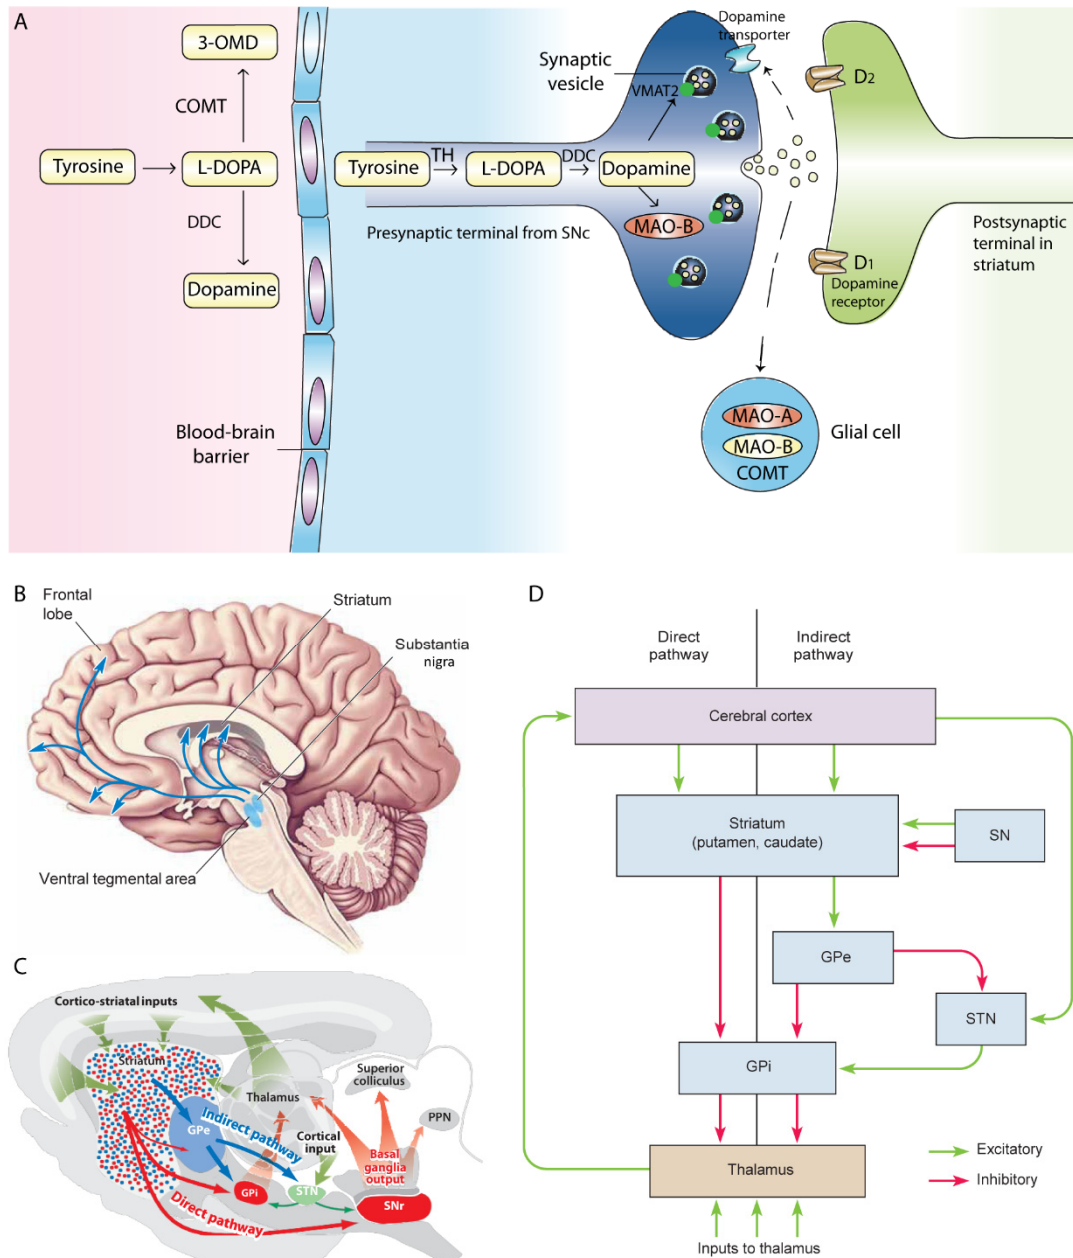 A
3-OMD
COMT
Tyrosine
L-DOPA
DDC
Dopamine
Blood-brain
barrier
Tyrosine
TH
L-DOPA
DDC
Dopamine
MAO-B
Presynaptic terminal from SNc
Synaptic
vesicle
VMAT2
Dopamine
transporter
D2
D1
Dopamine
receptor
Postsynaptic
terminal in
striatum
MAO-A
MAO-B
COMT
Glial cell
B
Frontal
lobe
Striatum
Substantia
nigra
Ventral tegmental area
C
Cortico-striatal inputs
Striatum
Thalamus
Superior
colliculus
PPN
GPe
Indirect pathway
Cortical
input
Basal
ganglia
output
GPi
STN
SNr
Direct pathway
D
Direct
pathway
Indirect
pathway
Cerebral cortex
Striatum
(putamen, caudate)
SN
GPe
STN
GPi
Thalamus
Excitatory
Inhibitory
Inputs to thalamus